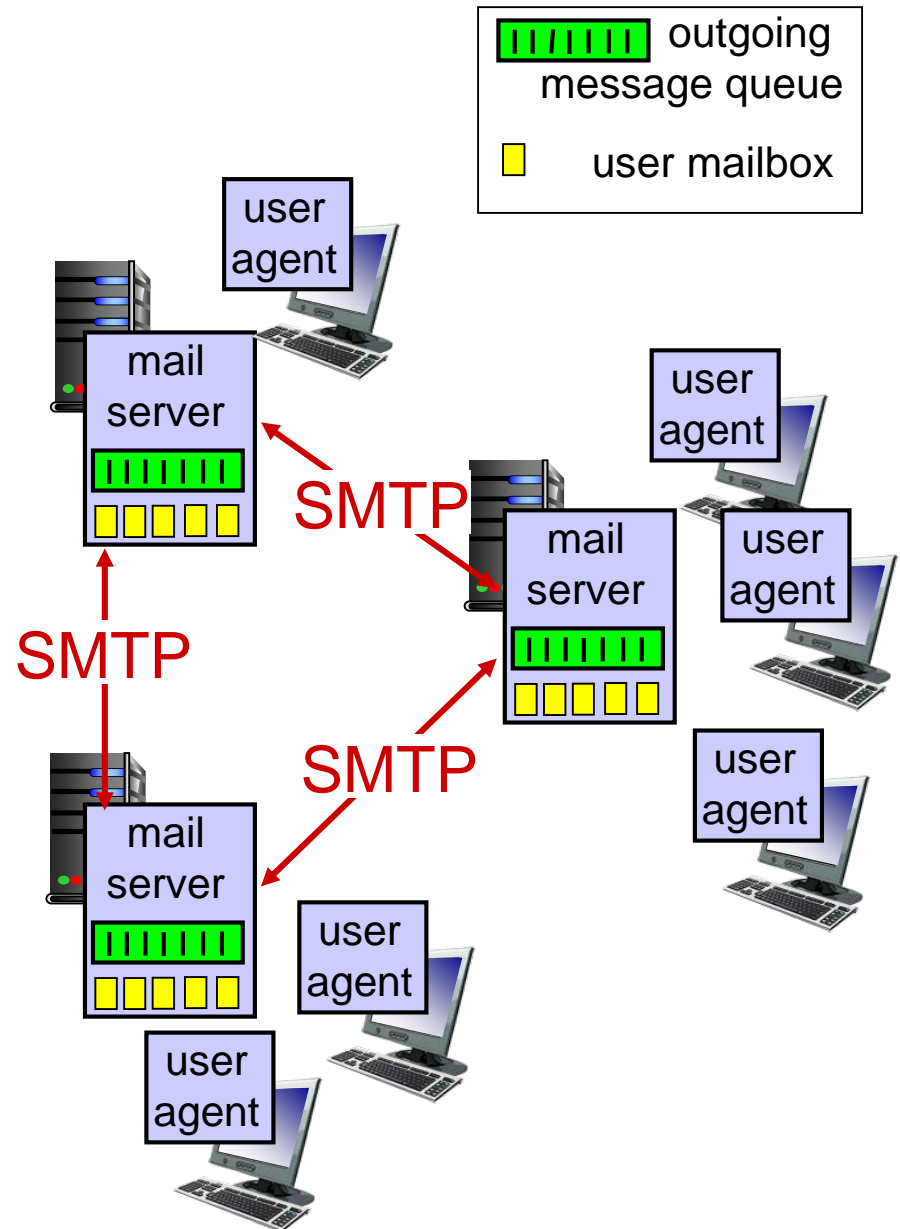 outgoing
message queue
user mailbox
user
agent
mail
server
user
agent
SMTP
mail
server
user
agent
SMTP
SMTP
user
agent
mail
server
user
agent
user
agent